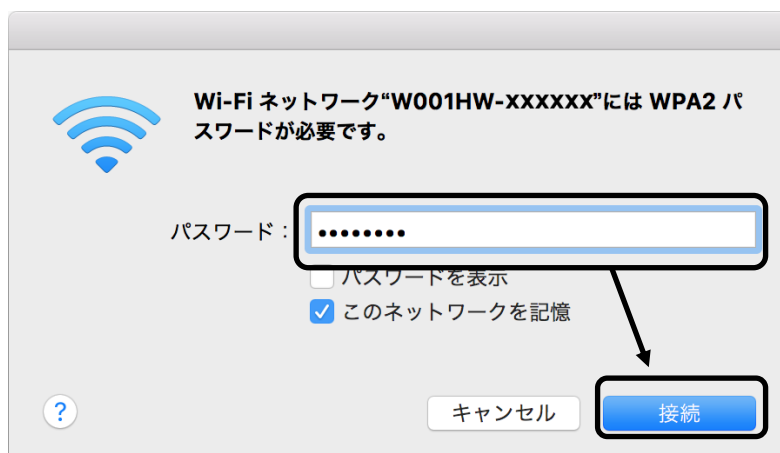 Wi-Fi ネットワーク“W001HW-xxxxxx”には WPA2 パ
スワードが必要です。
パスワード：
••••••••
パスワードを表示
このネットワークを記憶
?
キャンセル
接続